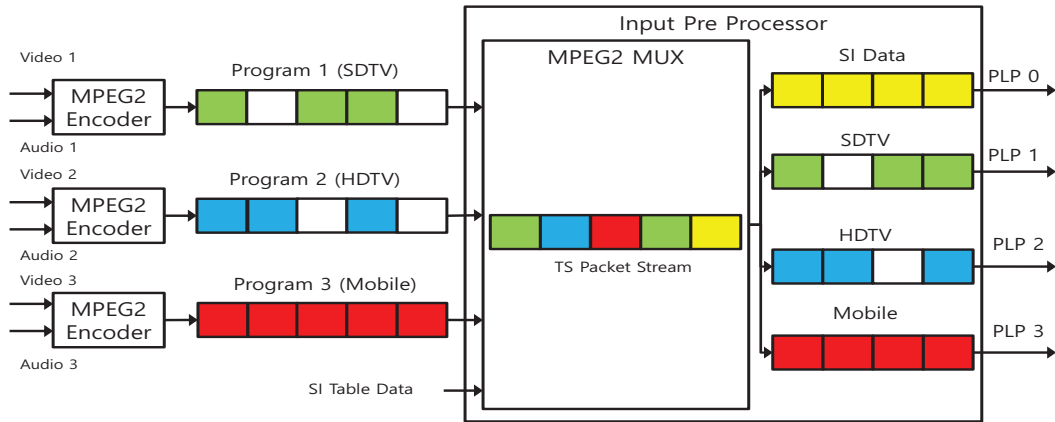 Input Pre Processor
Video 1
MPEG2
Encoder
Audio 1
Program 1 (SDTV)
Video 2
MPEG2
Encoder
Audio 2
Program 2 (HDTV)
Video 3
MPEG2
Encoder
Audio 3
Program 3 (Mobile)
SI Table Data
MPEG2 MUX
TS Packet Stream
SI Data
PLP 0
SDTV
PLP 1
HDTV
PLP 2
Mobile
PLP 3